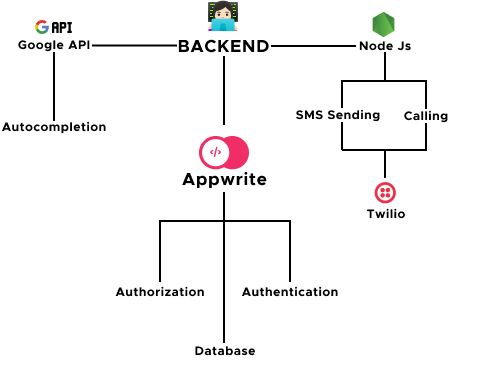 G API
Google API
BACKEND
Node Js
SMS Sending
Calling
Autocompletion
</>
Appwrite
Twilio
Authorization
Authentication
Database